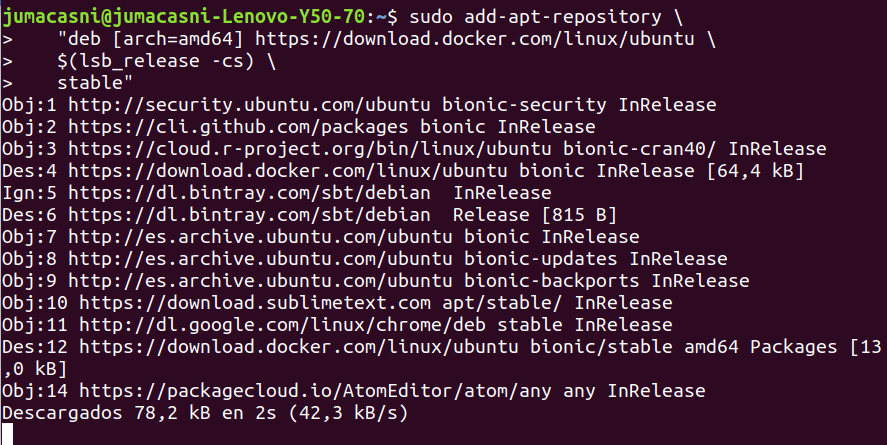 jumacasni@jumacasni-Lenovo-Y50-70:~$ sudo add-apt-repository \
>    "deb [arch=amd64] https://download.docker.com/linux/ubuntu \
>    $(lsb_release -cs) \
>    stable"
Obj:1 http://security.ubuntu.com/ubuntu bionic-security InRelease
Obj:2 https://cli.github.com/packages bionic InRelease
Obj:3 https://cloud.r-project.org/bin/linux/ubuntu bionic-cran40/ InRelease
Des:4 https://download.docker.com/linux/ubuntu bionic InRelease [64,4 kB]
Ign:5 https://dl.bintray.com/sbt/debian  InRelease
Des:6 https://dl.bintray.com/sbt/debian  Release [815 B]
Obj:7 http://es.archive.ubuntu.com/ubuntu bionic InRelease
Obj:8 http://es.archive.ubuntu.com/ubuntu bionic-updates InRelease
Obj:9 http://es.archive.ubuntu.com/ubuntu bionic-backports InRelease
Obj:10 https://download.sublimetext.com apt/stable/ InRelease
Obj:11 http://dl.google.com/linux/chrome/deb stable InRelease
Des:12 https://download.docker.com/linux/ubuntu bionic/stable amd64 Packages [13
,0 kB]
Obj:14 https://packagecloud.io/AtomEditor/atom/any any InRelease
Descargados 78,2 kB en 2s (42,3 kB/s)